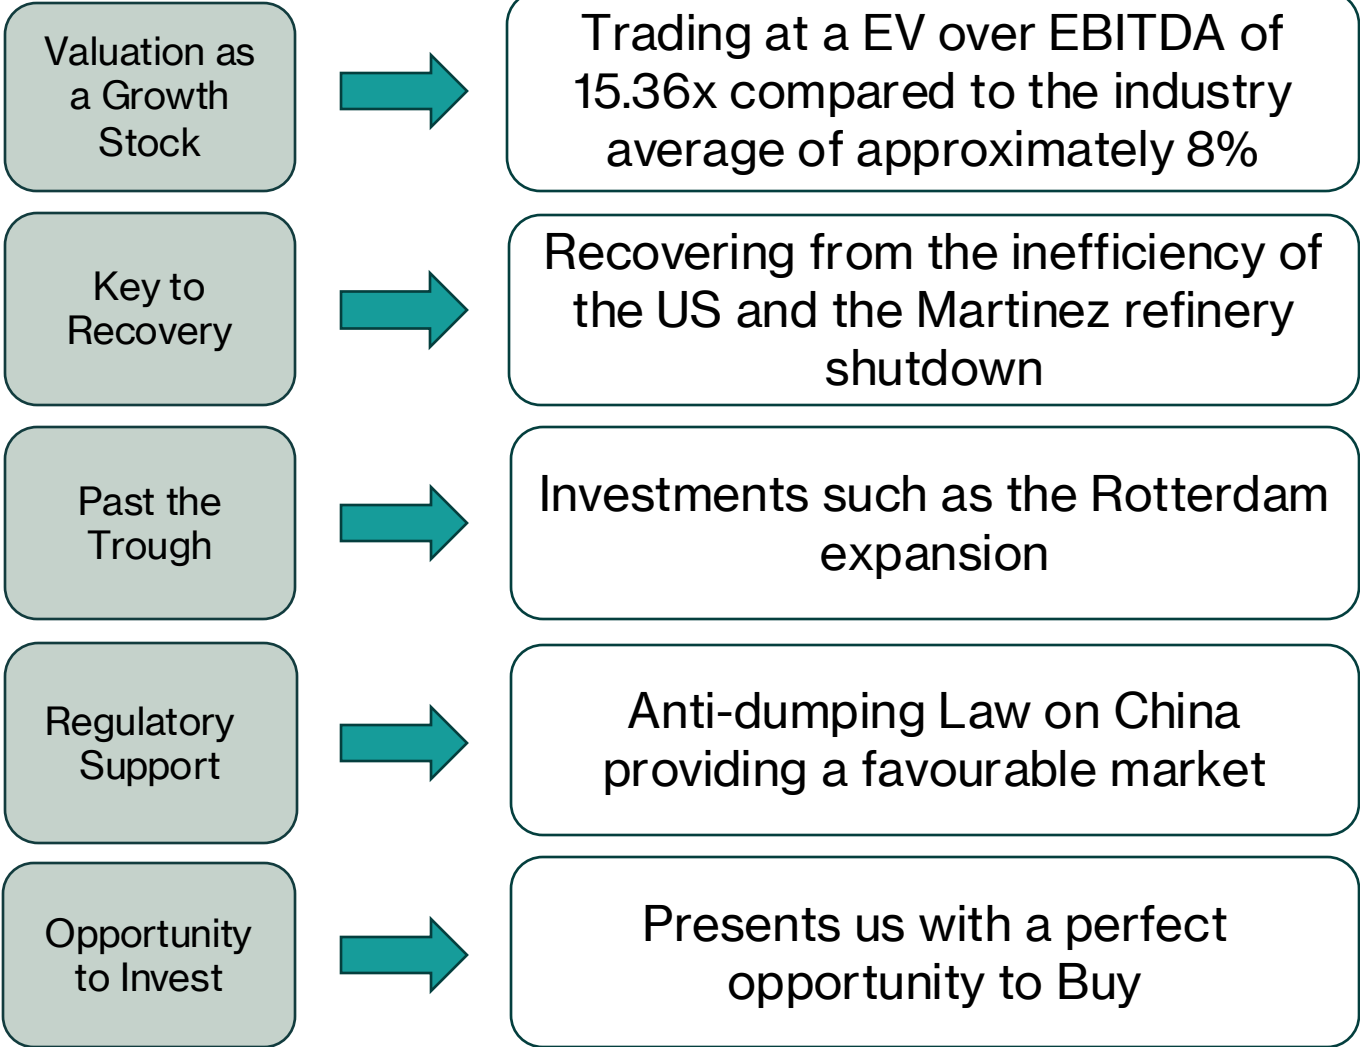 Valuation as
a Growth
Stock
Trading at a EV over EBITDA of
15.36x compared to the industry
average of approximately 8%
Key to
Recovery
Recovering from the inefficiency of
the US and the Martinez refinery
shutdown
Past the
Trough
Investments such as the Rotterdam
expansion
Regulatory
Support
Anti-dumping Law on China
providing a favourable market
Opportunity
to Invest
Presents us with a perfect
opportunity to Buy